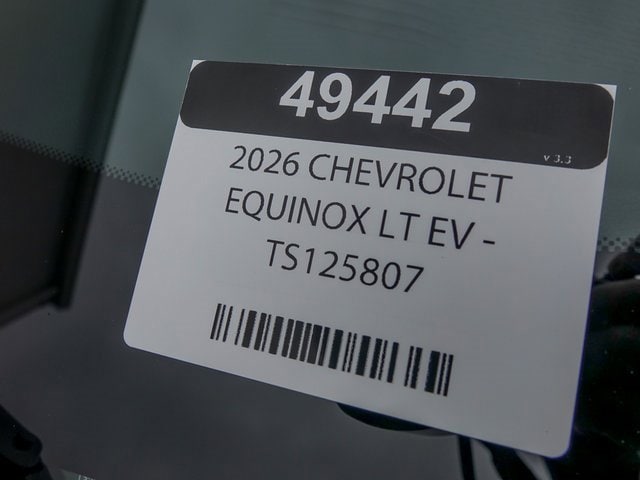 49442
v 3.3
2026 CHEVROLET
EQUINOX LT EV -
TS125807